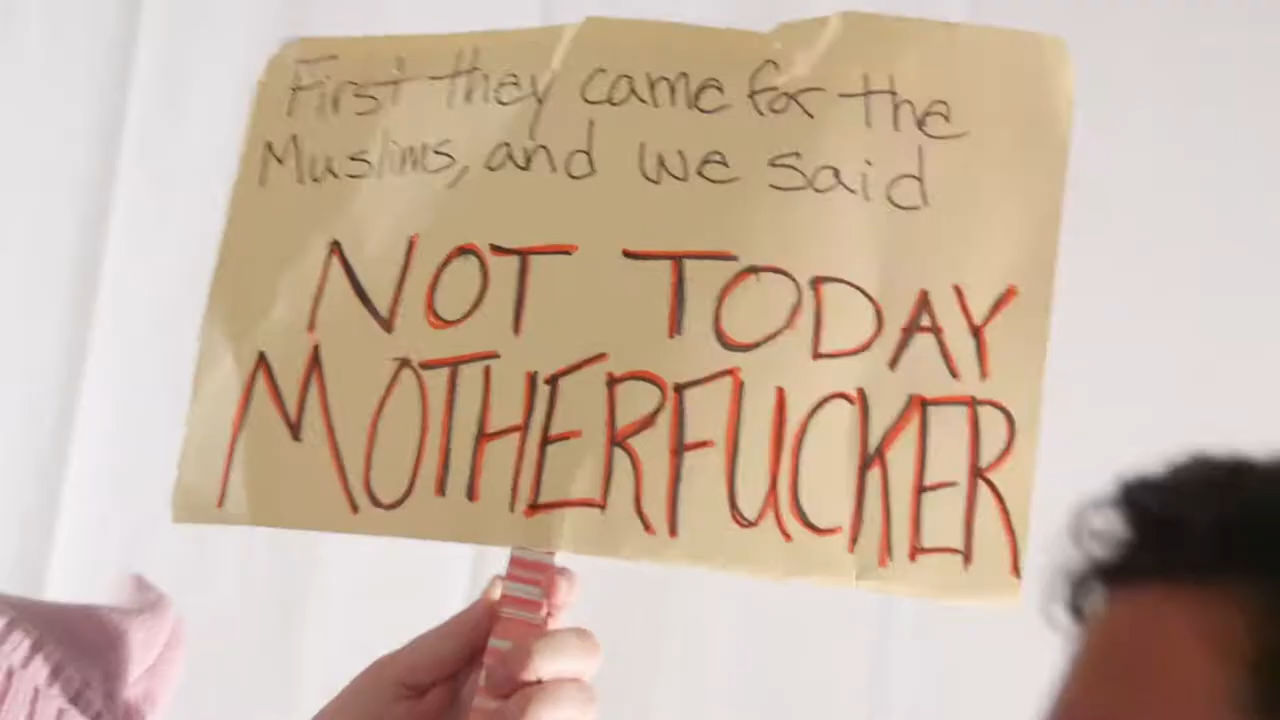 First they came for the
Muslims, and we said
NOT TODAY
MOTHERFUCKER